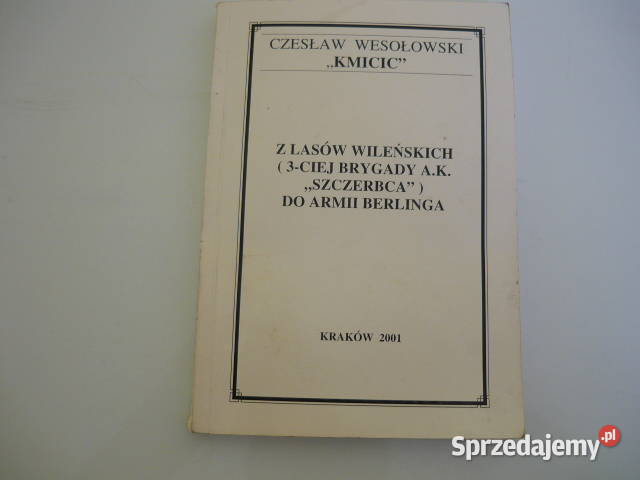 CZESŁAW WESOŁOWSKI
„KMICIC”
Z LASÓW WILEŃSKICH
( 3-CIEJ BRYGADY A.K.
„SZCZERBCA” )
DO ARMII BERLINGA
KRAKÓW 2001
Sprzedajemy.pl